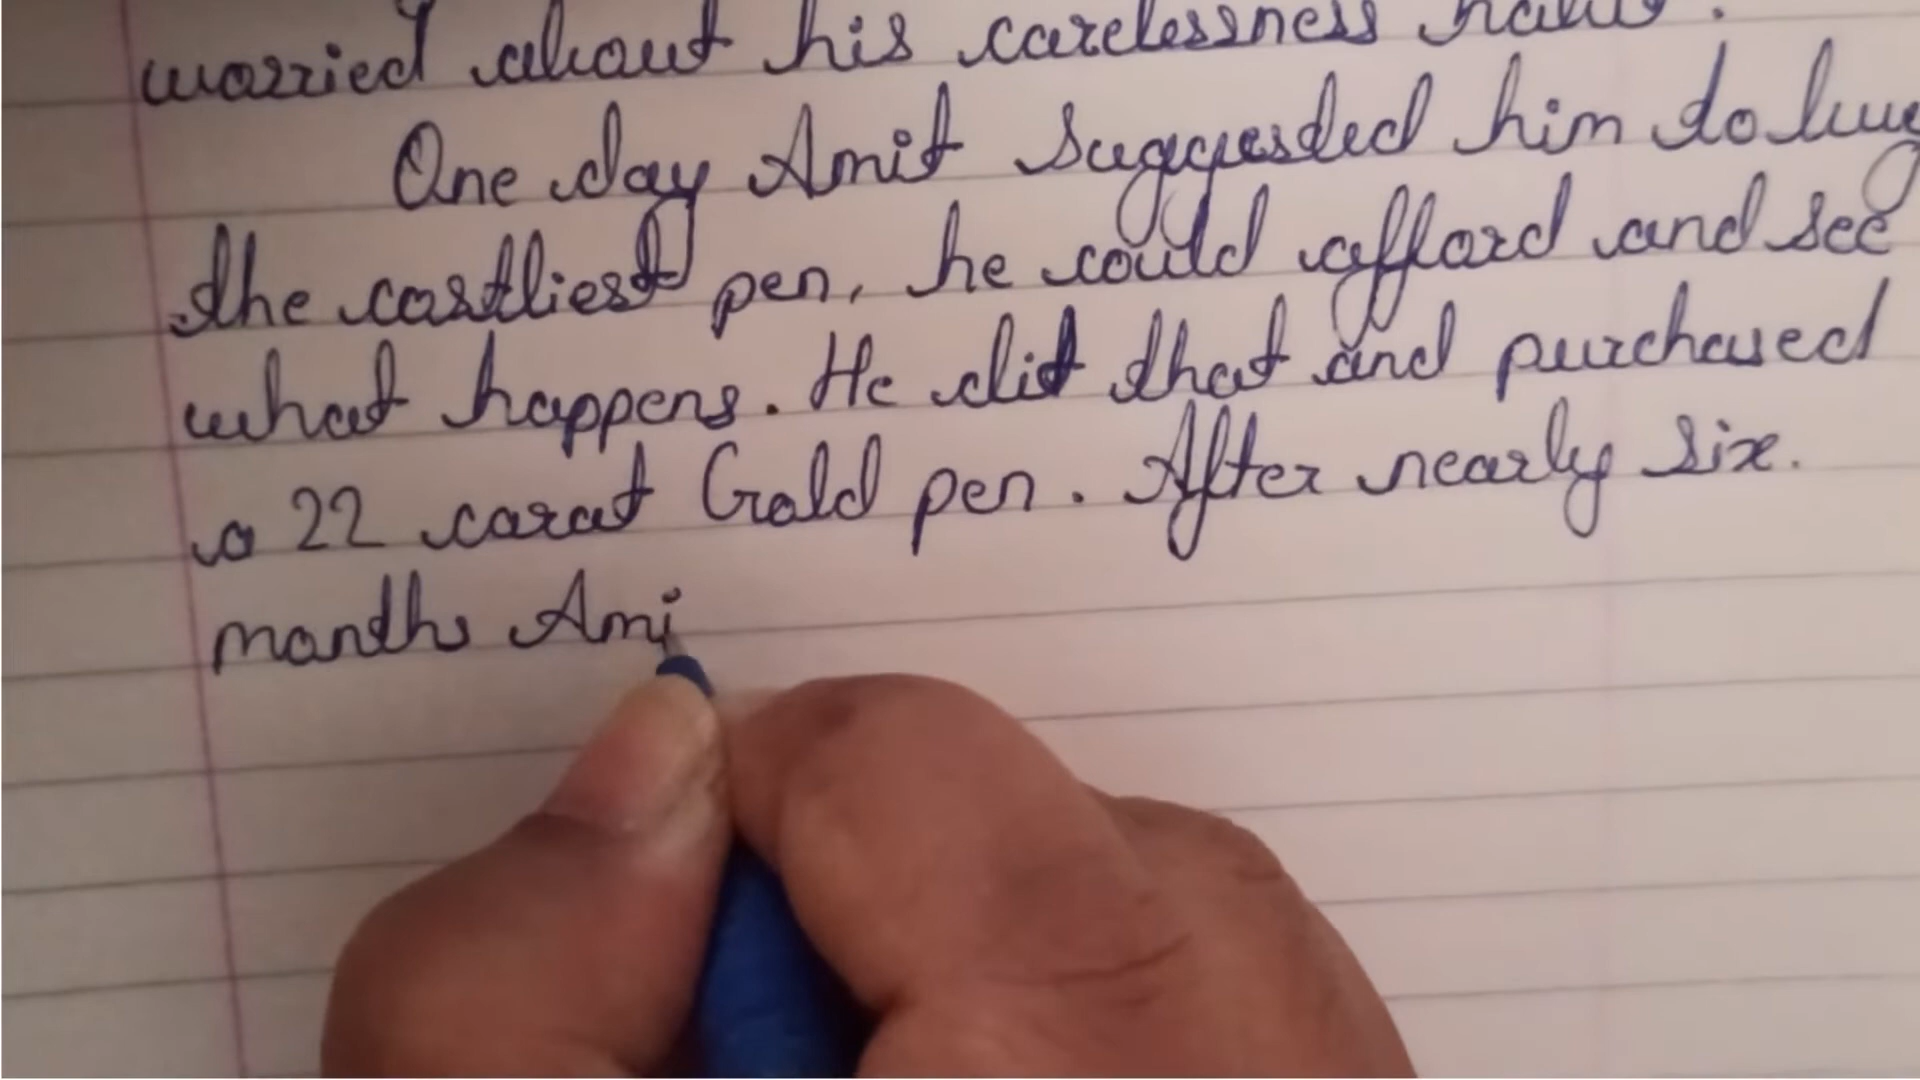 worried about his carelessness habit.
One day Amit suggested him to buy
the costliest pen, he could afford and see
what happens. He did that and purchased
a 22 carat Gold pen. After nearly six.
months Ami